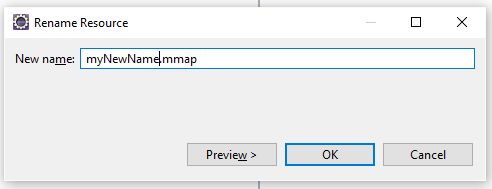 Rename Resource
New name: myNewName.mmap
Preview > OK Cancel